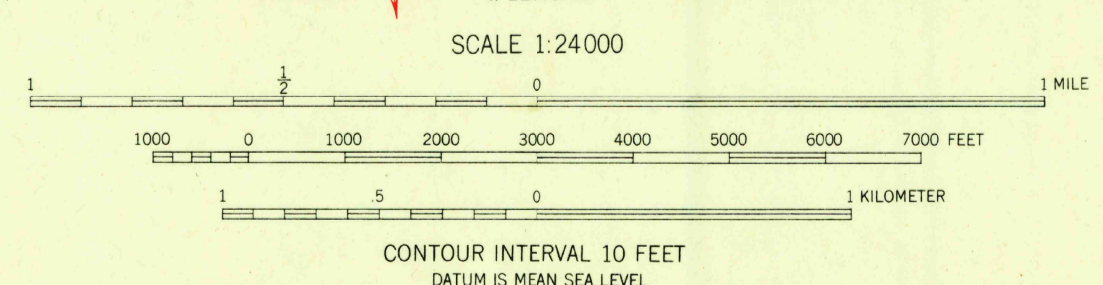 SCALE 1:24000
1 1/2 0 1 MILE
1000 0 1000 2000 3000 4000 5000 6000 7000 FEET
1 .5 0 1 KILOMETER
CONTOUR INTERVAL 10 FEET
DATUM IS MEAN SEA LEVEL